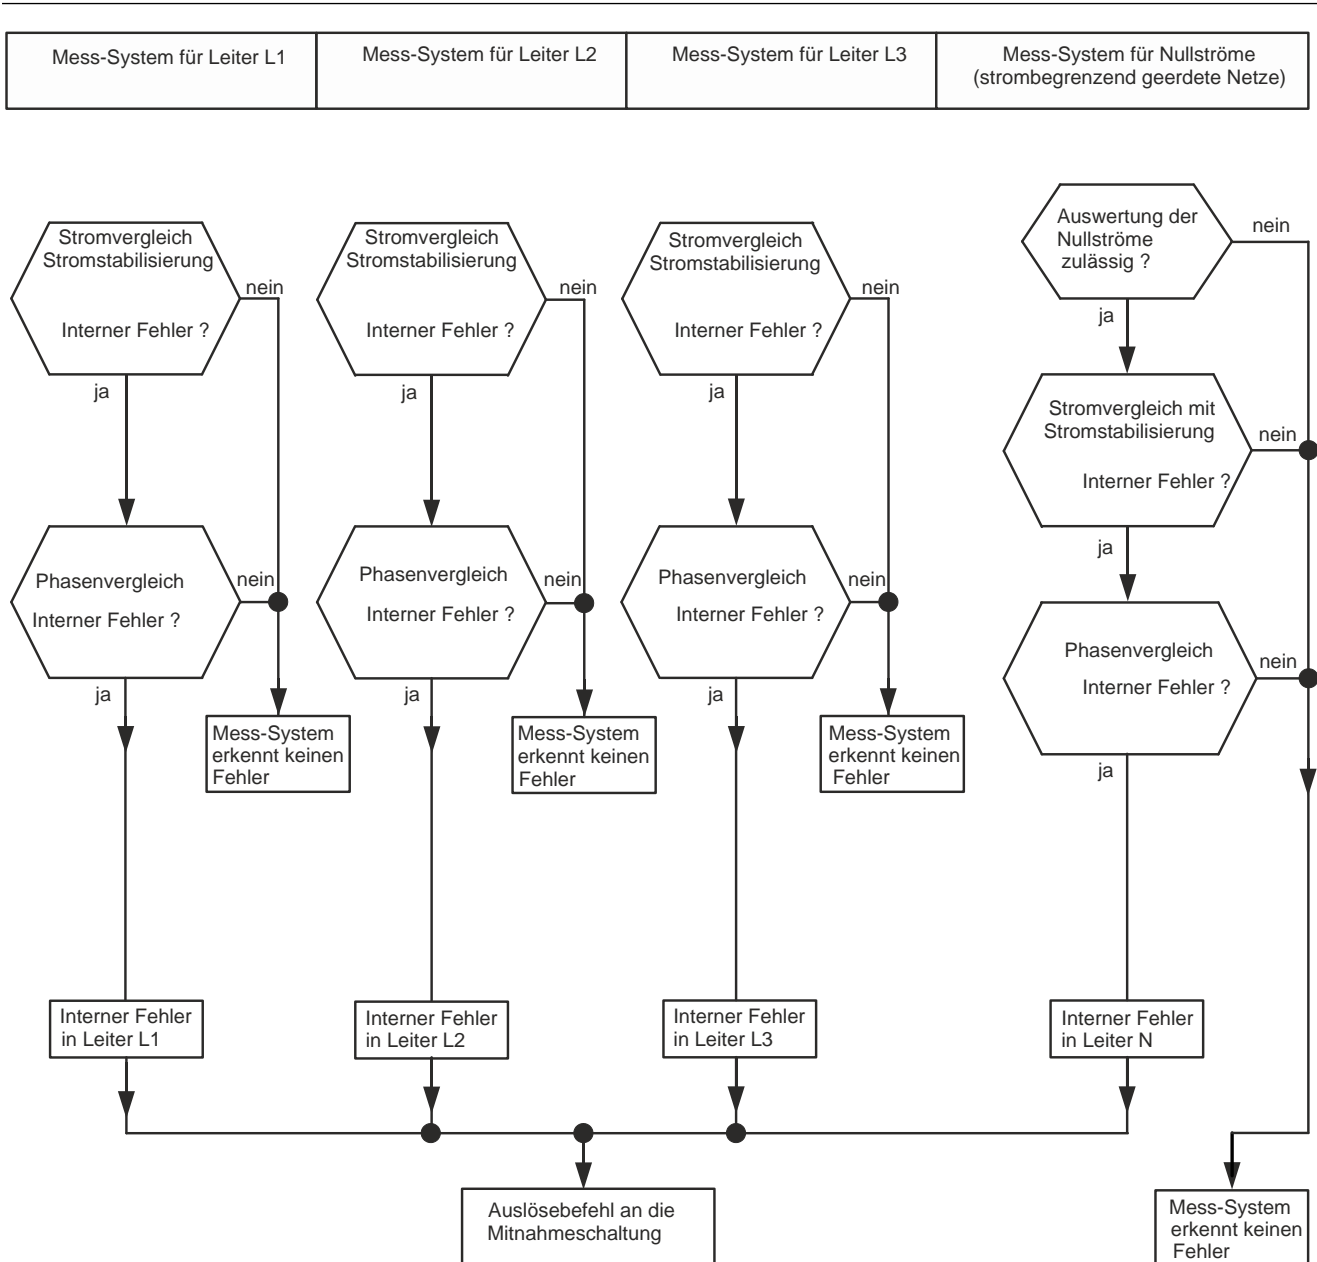 Mess-System für Leiter L1
Mess-System für Leiter L2
Mess-System für Leiter L3
Mess-System für Nullströme
(strombegrenzend geerdete Netze)
Stromvergleich
Stromstabilisierung
Interner Fehler ?
nein
ja
Phasenvergleich
Interner Fehler ?
nein
ja
Mess-System
erkennt keinen
Fehler
Interner Fehler
in Leiter L1
Stromvergleich
Stromstabilisierung
Interner Fehler ?
nein
ja
Phasenvergleich
Interner Fehler ?
nein
ja
Mess-System
erkennt keinen
Fehler
Interner Fehler
in Leiter L2
Stromvergleich
Stromstabilisierung
Interner Fehler ?
nein
ja
Phasenvergleich
Interner Fehler ?
nein
ja
Mess-System
erkennt keinen
Fehler
Interner Fehler
in Leiter L3
Auswertung der
Nullströme
zulässig ?
nein
ja
Stromvergleich mit
Stromstabilisierung
Interner Fehler ?
nein
ja
Phasenvergleich
Interner Fehler ?
nein
ja
Interner Fehler
in Leiter N
Auslösebefehl an die
Mitnahmeschaltung
Mess-System
erkennt keinen
Fehler